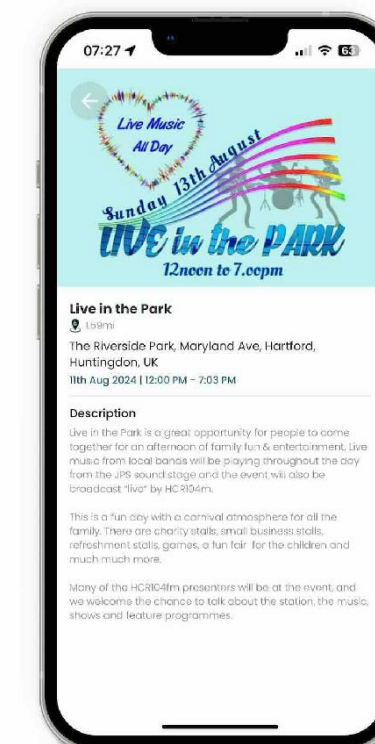 07:27
63
Live Music
All Day
Sunday 13th August
LIVE in the PARK
12noon to 7.00pm
Live in the Park
1.59mi
The Riverside Park, Maryland Ave, Hartford,
Huntingdon, UK
11th Aug 2024 | 12:00 PM - 7:03 PM
Description
Live in the Park is a great opportunity for people to come
together for an afternoon of family fun & entertainment, Live
music from local bands will be playing throughout the day
from the JPS sound stage and the event will also be
broadcast "live" by HCR104m.
This is a fun day with a carnival atmosphere for all the
family. There are charity stalls, small business stalls,
refreshment stalls, games, a fun fair for the children and
much much more.
Many of the HCR104fm presenters will be at the event, and
we welcome the chance to talk about the station, the music,
shows and feature programmes.